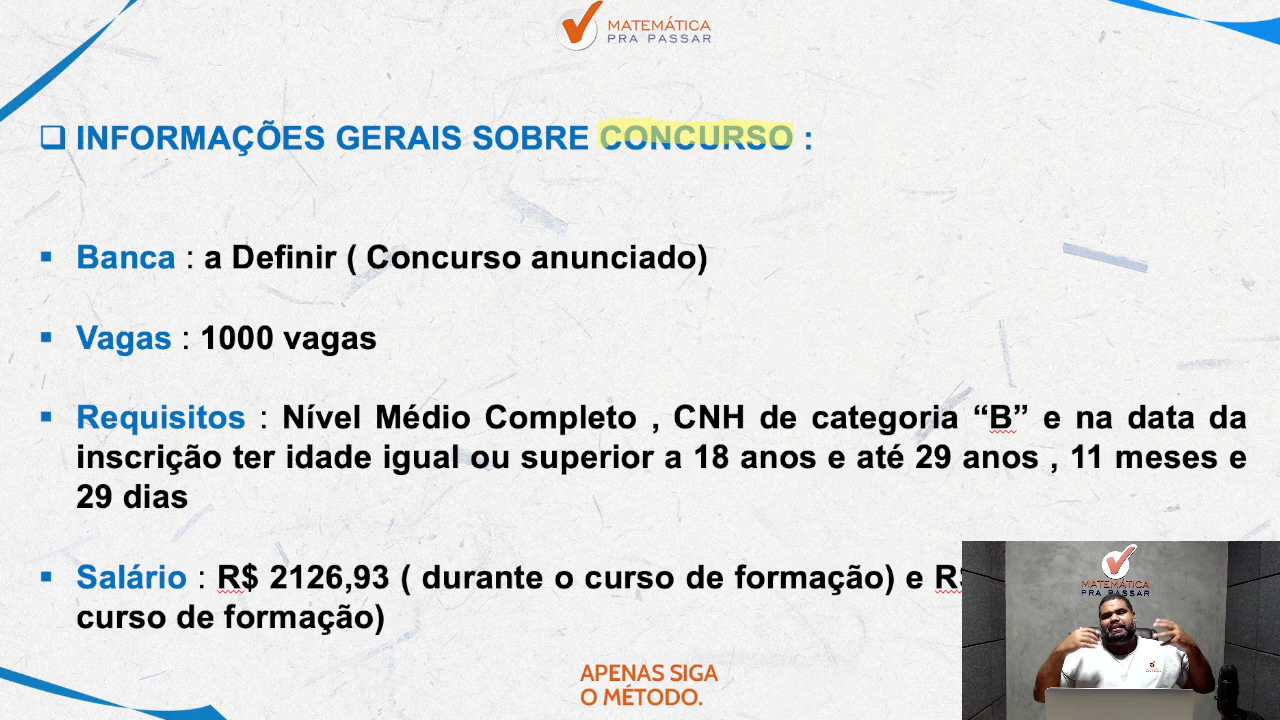 MATEMÁTICA
PRA PASSAR
INFORMAÇÕES GERAIS SOBRE CONCURSO :
Banca : a Definir ( Concurso anunciado)
Vagas : 1000 vagas
Requisitos : Nível Médio Completo , CNH de categoria “B” e na data da
inscrição ter idade igual ou superior a 18 anos e até 29 anos , 11 meses e
29 dias
Salário : R$ 2126,93 ( durante o curso de formação) e R$
curso de formação)
MATEMÁTICA
PRA PASSAR
APENAS SIGA
O MÉTODO.